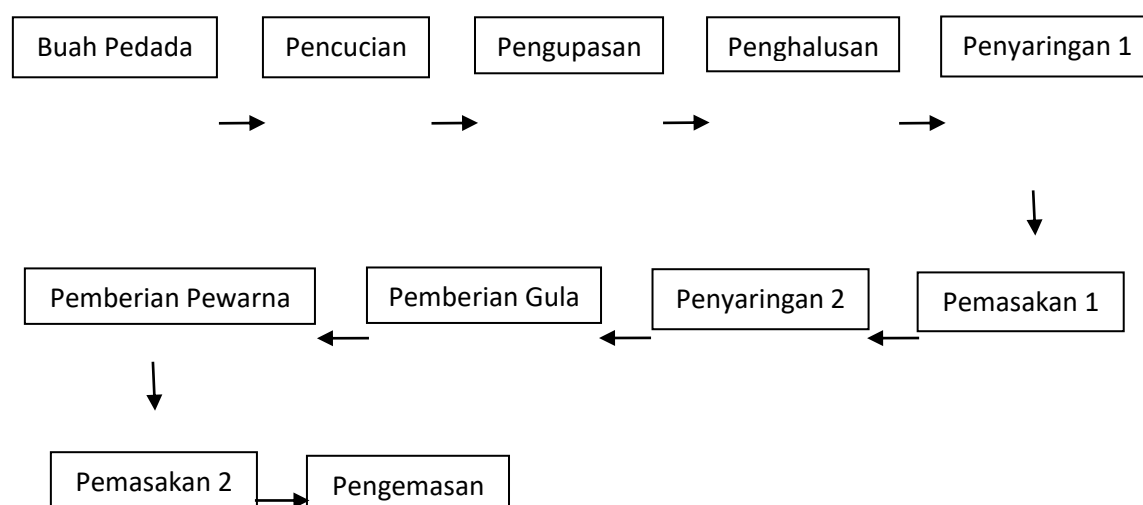 Buah Pedada
Pencucian
Pengupasan
Penghalusan
Penyaringan 1
Pemasakan 1
Penyaringan 2
Pemberian Gula
Pemberian Pewarna
Pemasakan 2
Pengemasan